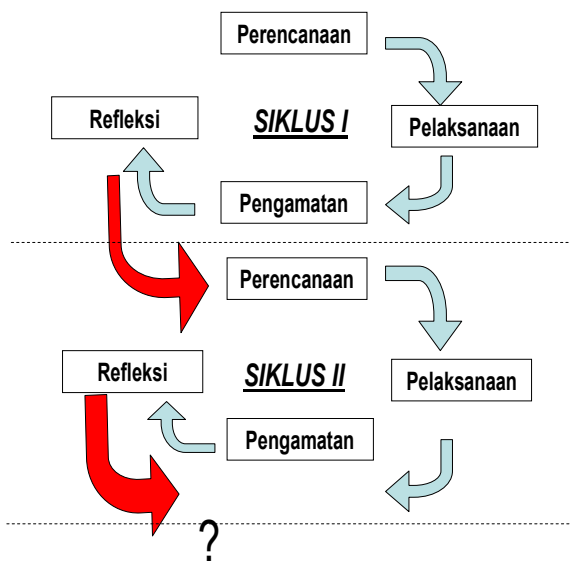 Perencanaan
Refleksi
SIKLUS I
Pelaksanaan
Pengamatan
Perencanaan
Refleksi
SIKLUS II
Pelaksanaan
Pengamatan
?